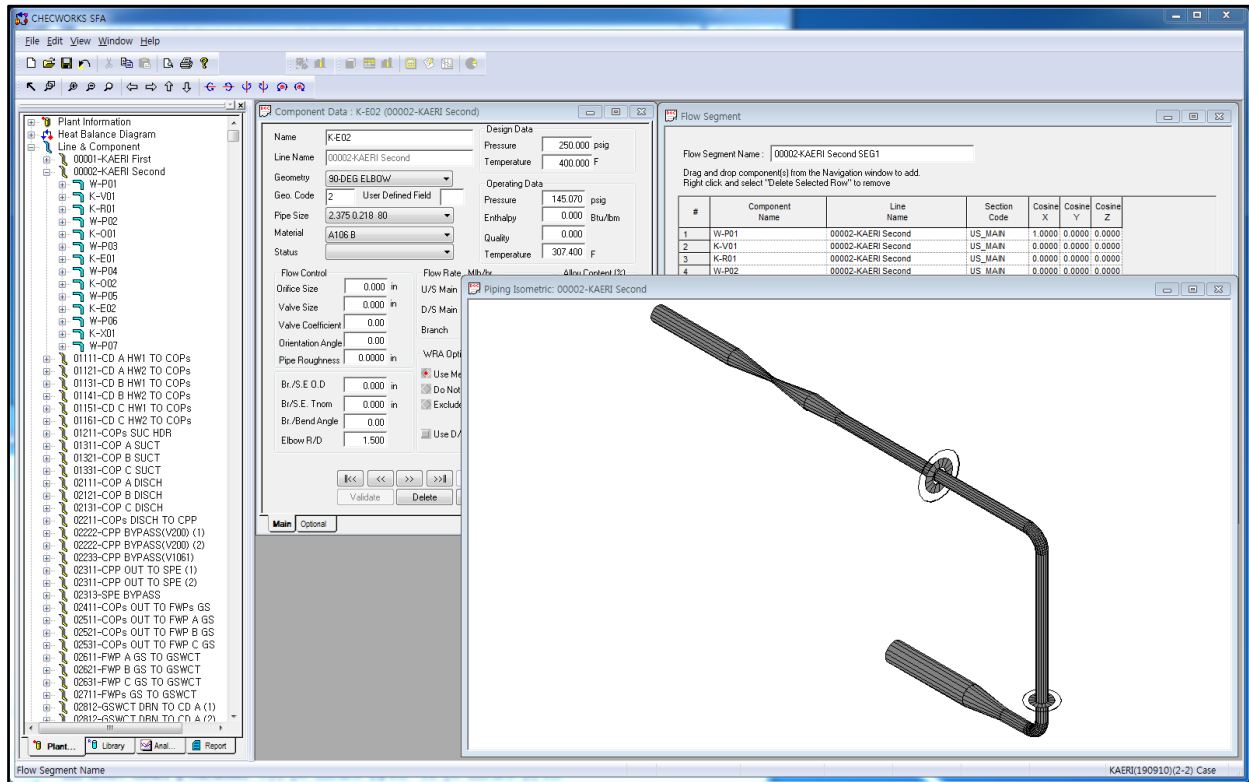 CHECWORKS SFA
File Edit View Window Help
Plant Information
Heat Balance Diagram
Line & Component
00001-KAERI First
00002-KAERI Second
W-P01
K-V01
K-R01
W-P02
K-O01
W-P03
K-E01
W-P04
K-O02
W-P05
K-E02
W-P06
K-X01
W-P07
01111-CD A HW1 TO COPs
01121-CD A HW2 TO COPs
01131-CD B HW1 TO COPs
01141-CD B HW2 TO COPs
01151-CD C HW1 TO COPs
01161-CD C HW2 TO COPs
01211-COPs SUC HDR
01311-COP A SUCT
01321-COP B SUCT
01331-COP C SUCT
02111-COP A DISCH
02121-COP B DISCH
02131-COP C DISCH
02211-COPs DISCH TO CPP
02222-CPP BYPASS(V200) (1)
02222-CPP BYPASS(V200) (2)
02233-CPP BYPASS(V1061)
02311-CPP OUT TO SPE (1)
02311-CPP OUT TO SPE (2)
02313-SPE BYPASS
02411-COPs OUT TO FWPs GS
02511-COPs OUT TO FWP A GS
02521-COPs OUT TO FWP B GS
02531-COPs OUT TO FWP C GS
02611-FWP A GS TO GSWCT
02621-FWP B GS TO GSWCT
02631-FWP C GS TO GSWCT
02711-FWPs GS TO GSWCT
02812-GSWCT DRN TO CD A (1)
02812-GSWCT DRN TO CD A (2)
Plant... Library Anal... Report
Component Data : K-E02 (00002-KAERI Second)
Name K-E02
Line Name 00002-KAERI Second
Geometry 90-DEG ELBOW
Geo. Code 2 User Defined Field
Pipe Size 2.375 0.218 80
Material A106 B
Status
Design Data
Pressure 250.000 psig
Temperature 400.000 F
Operating Data
Pressure 145.070 psig
Enthalpy 0.000 Btu/lbm
Quality 0.000
Temperature 307.400 F
Flow Control
Orifice Size 0.000 in
Valve Size 0.000 in
Valve Coefficient 0.00
Orientation Angle 0.00
Pipe Roughness 0.0000 in
Br./S.E O.D 0.000 in
Br/S.E. Tnom 0.000 in
Br./Bend Angle 0.00
Elbow R/D 1.500
Flow Rate Mlb/hr Alloy Content (%)
U/S Main
D/S Main
Branch
WRA Opti
Use Me
Do Not
Exclude
Use D/
|<< << >> >>|
Validate Delete
Main Optional
Flow Segment
Flow Segment Name : 00002-KAERI Second SEG1
Drag and drop component(s) from the Navigation window to add.
Right click and select "Delete Selected Row" to remove
# Component Name Line Name Section Code Cosine X Cosine Y Cosine Z
1 W-P01 00002-KAERI Second US_MAIN 1.0000 0.0000 0.0000
2 K-V01 00002-KAERI Second US_MAIN 0.0000 0.0000 0.0000
3 K-R01 00002-KAERI Second US_MAIN 0.0000 0.0000 0.0000
4 W-P02 00002-KAERI Second US_MAIN 0.0000 0.0000 0.0000
Piping Isometric: 00002-KAERI Second
Flow Segment Name
KAERI(190910)(2-2) Case